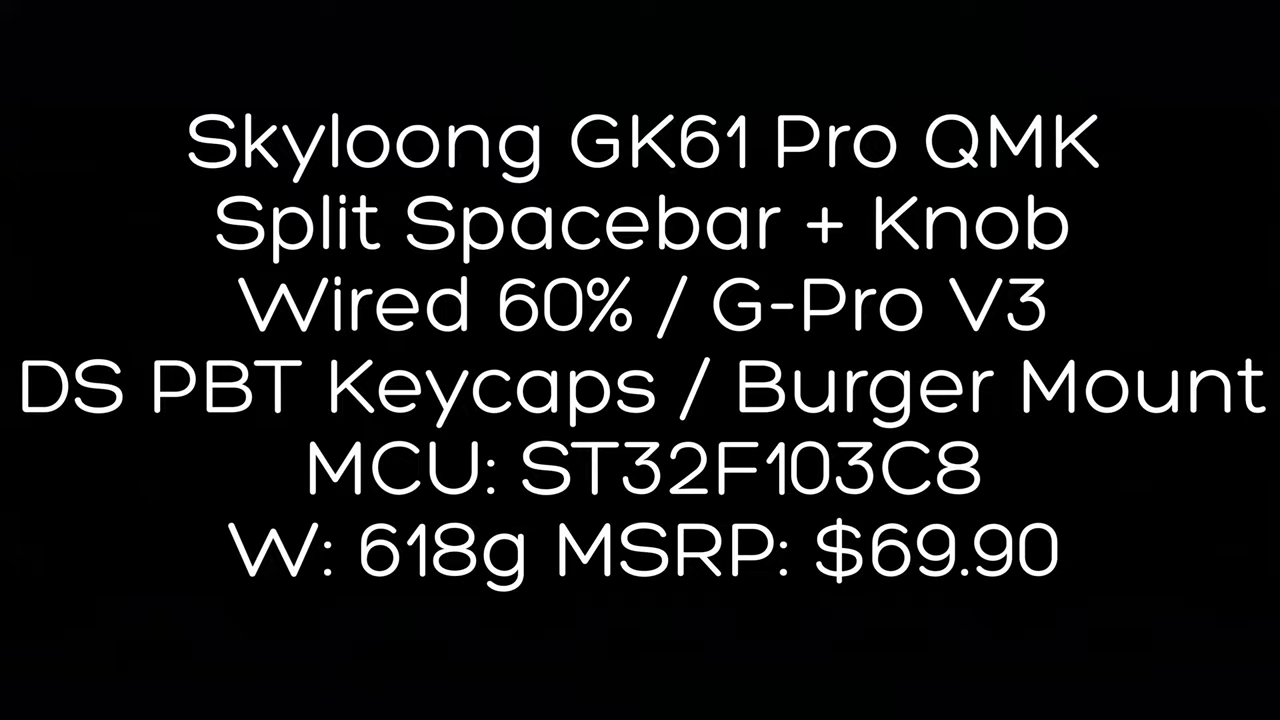 Skyloong GK61 Pro QMK
Split Spacebar + Knob
Wired 60% / G-Pro V3
DS PBT Keycaps / Burger Mount
MCU: ST32F103C8
W: 618g MSRP: $69.90